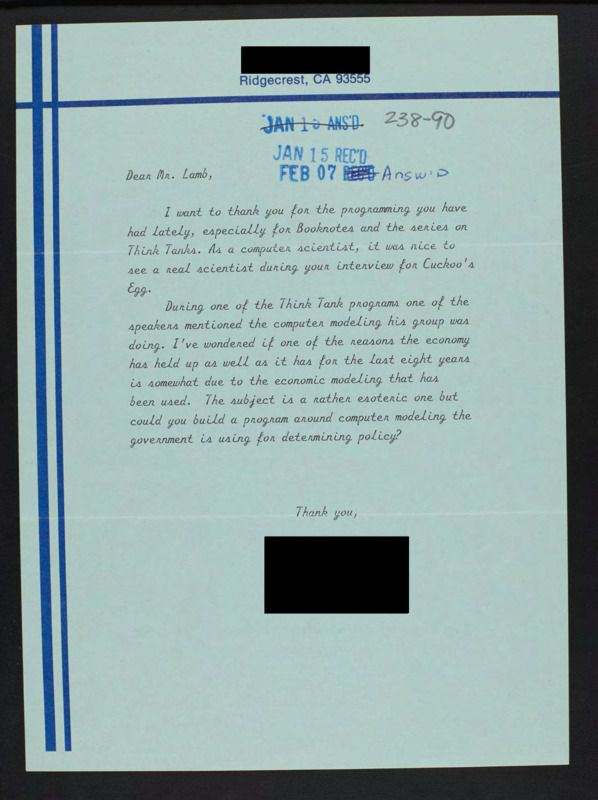 Ridgecrest, CA 93555
JAN 1 ANS'D.
238-90
JAN 15 REC'D
FEB 07 Answ'D
Dear Mr. Lamb,
I want to thank you for the programming you have
had lately, especially for Booknotes and the series on
Think Tanks. As a computer scientist, it was nice to
see a real scientist during your interview for Cuckoo's
Egg.
During one of the Think Tank programs one of the
speakers mentioned the computer modeling his group was
doing. I've wondered if one of the reasons the economy
has held up as well as it has for the last eight years
is somewhat due to the economic modeling that has
been used. The subject is a rather esoteric one but
could you build a program around computer modeling the
government is using for determining policy?
Thank you,